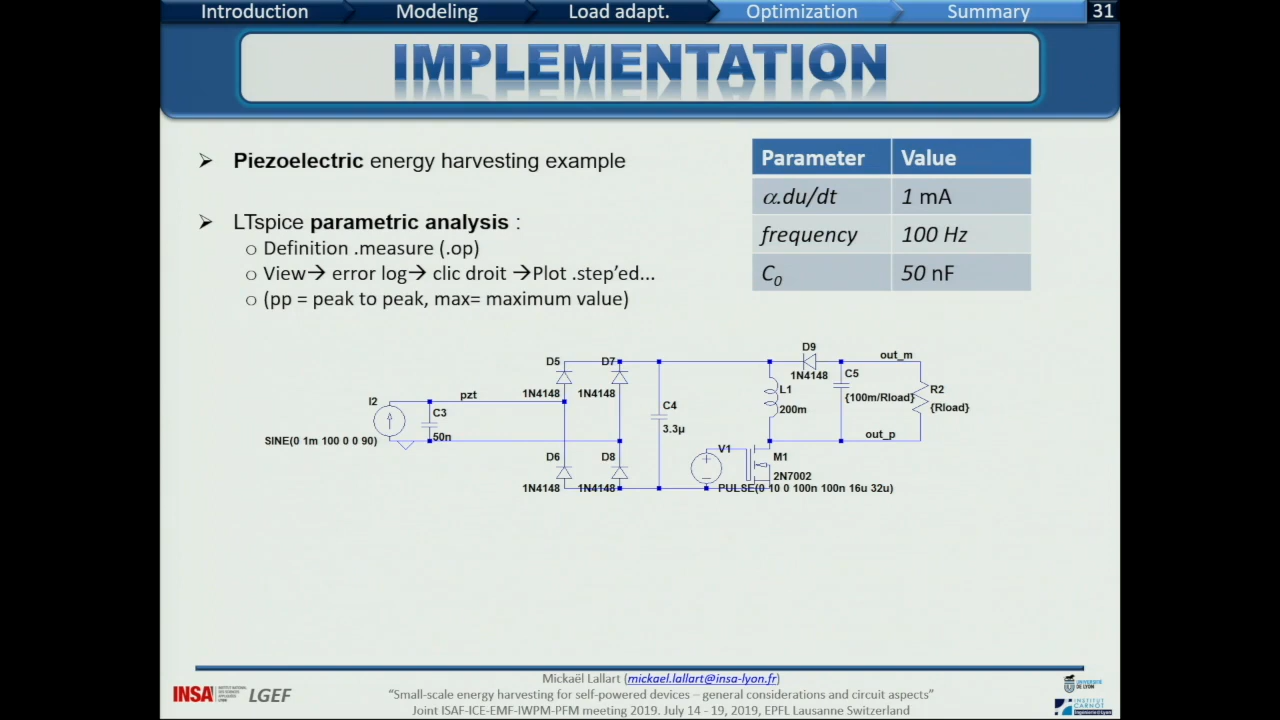 Introduction Modeling Load adapt. Optimization Summary 31
IMPLEMENTATION
➢ Piezoelectric energy harvesting example
➢ LTspice parametric analysis :
o Definition .measure (.op)
o View→ error log→ clic droit →Plot .step’ed...
o (pp = peak to peak, max= maximum value)
Parameter Value
α.du/dt 1 mA
frequency 100 Hz
C0 50 nF
I2
SINE(0 1m 100 0 0 90)
pzt
C3
50n
D5
1N4148
D7
1N4148
D6
1N4148
D8
1N4148
C4
3.3µ
V1
PULSE(0 10 0 100n 100n 16u 32u)
L1
200m
M1
2N7002
D9
1N4148
C5
{100m/Rload}
out_m
R2
{Rload}
out_p
Mickaël Lallart (mickael.lallart@insa-lyon.fr)
“Small-scale energy harvesting for self-powered devices – general considerations and circuit aspects”
Joint ISAF-ICE-EMF-IWPM-PFM meeting 2019. July 14 - 19, 2019, EPFL Lausanne Switzerland
INSA LGEF
UNIVERSITÉ
DE LYON
INSTITUT
CARNOT